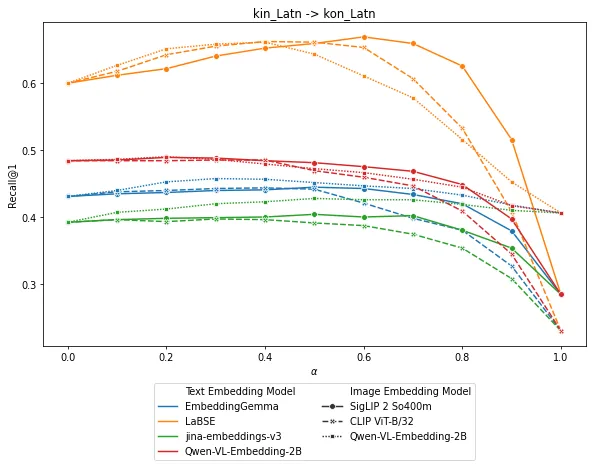 kin_Latn -> kon_Latn
Recall@1
0.6
0.5
0.4
0.3
0.0 0.2 0.4 0.6 0.8 1.0
α
Text Embedding Model Image Embedding Model
EmbeddingGemma SigLIP 2 So400m
LaBSE CLIP ViT-B/32
jina-embeddings-v3 Qwen-VL-Embedding-2B
Qwen-VL-Embedding-2B